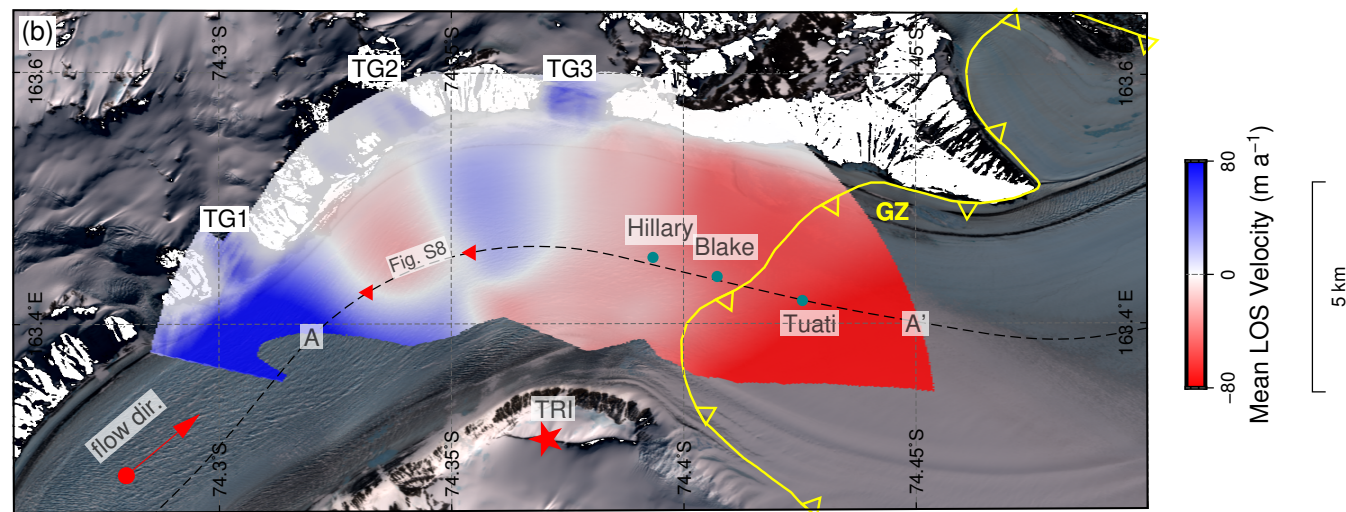 (b)
74.3°S
74.35°S
74.45°S
163.6°
163.6°
TG2
TG3
TG1
GZ
Hillary
Blake
Fig. S8
Tuati
A
A'
163.4°E
163.4°E
flow dir.
TRI
74.3°S
74.35°S
74.4°S
74.45°S
80
0
−80
Mean LOS Velocity (m a⁻¹)
5 km